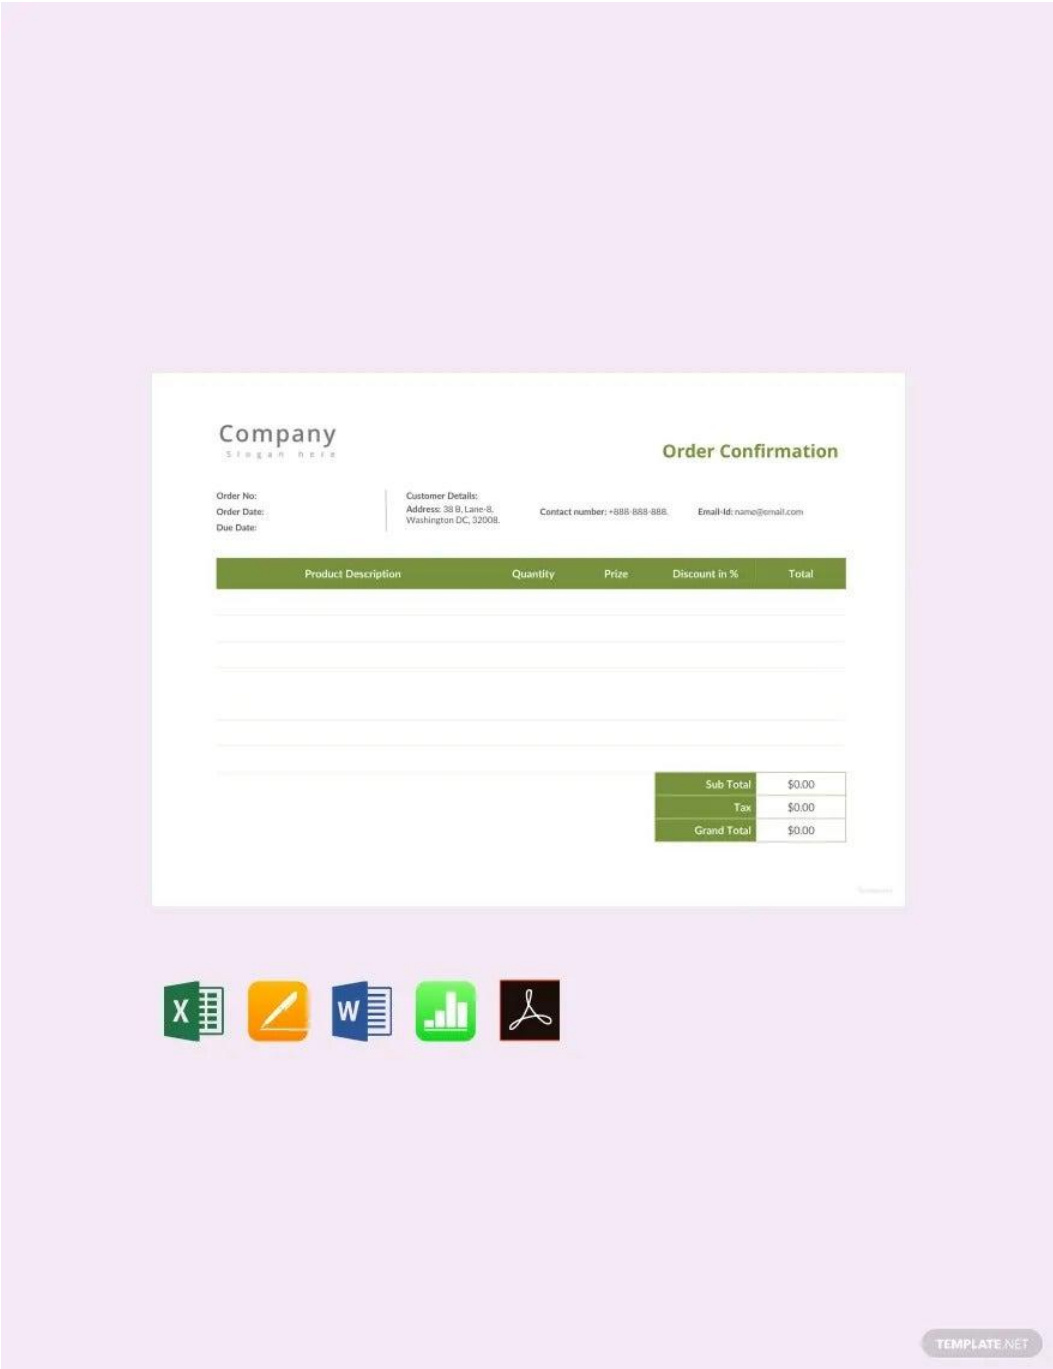 Company
Slogan here
Order Confirmation
Order No:
Order Date:
Due Date:
Customer Details:
Address: 38 B, Lane-8,
Washington DC, 32008.
Contact number: +888-888-888.
Email-Id: name@email.com
Product Description Quantity Prize Discount in % Total
Sub Total $0.00
Tax $0.00
Grand Total $0.00
X
W
TEMPLATE.NET